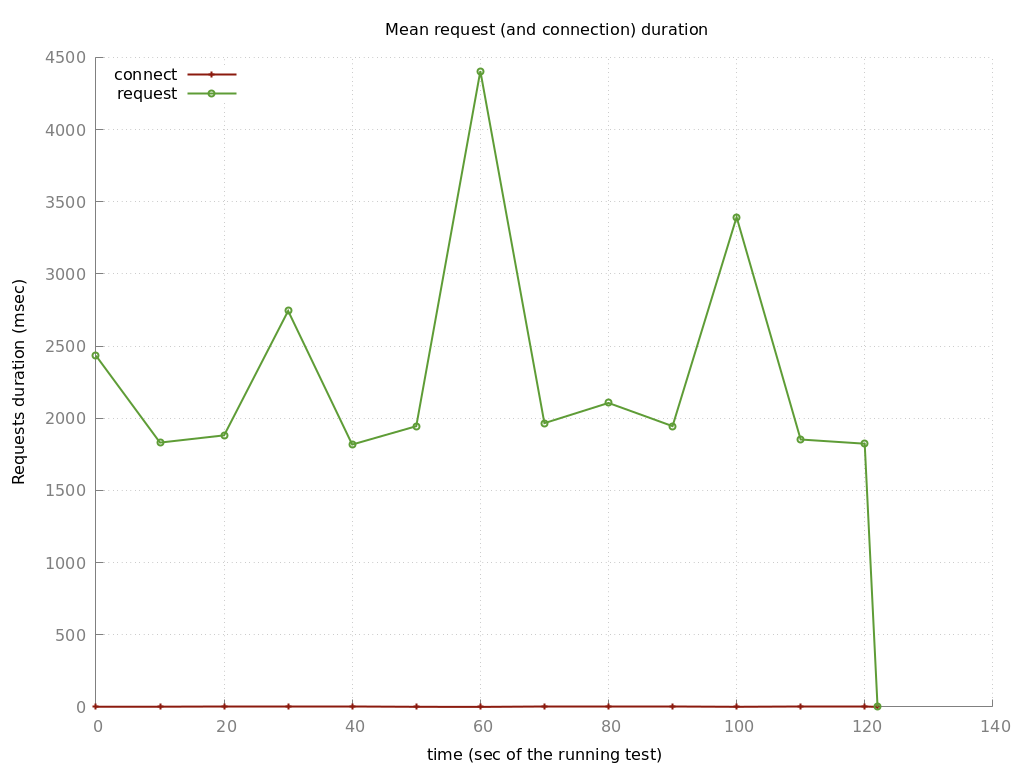 Mean request (and connection) duration
connect
request
4500
4000
3500
3000
2500
2000
1500
1000
500
0
Requests duration (msec)
0 20 40 60 80 100 120 140
time (sec of the running test)